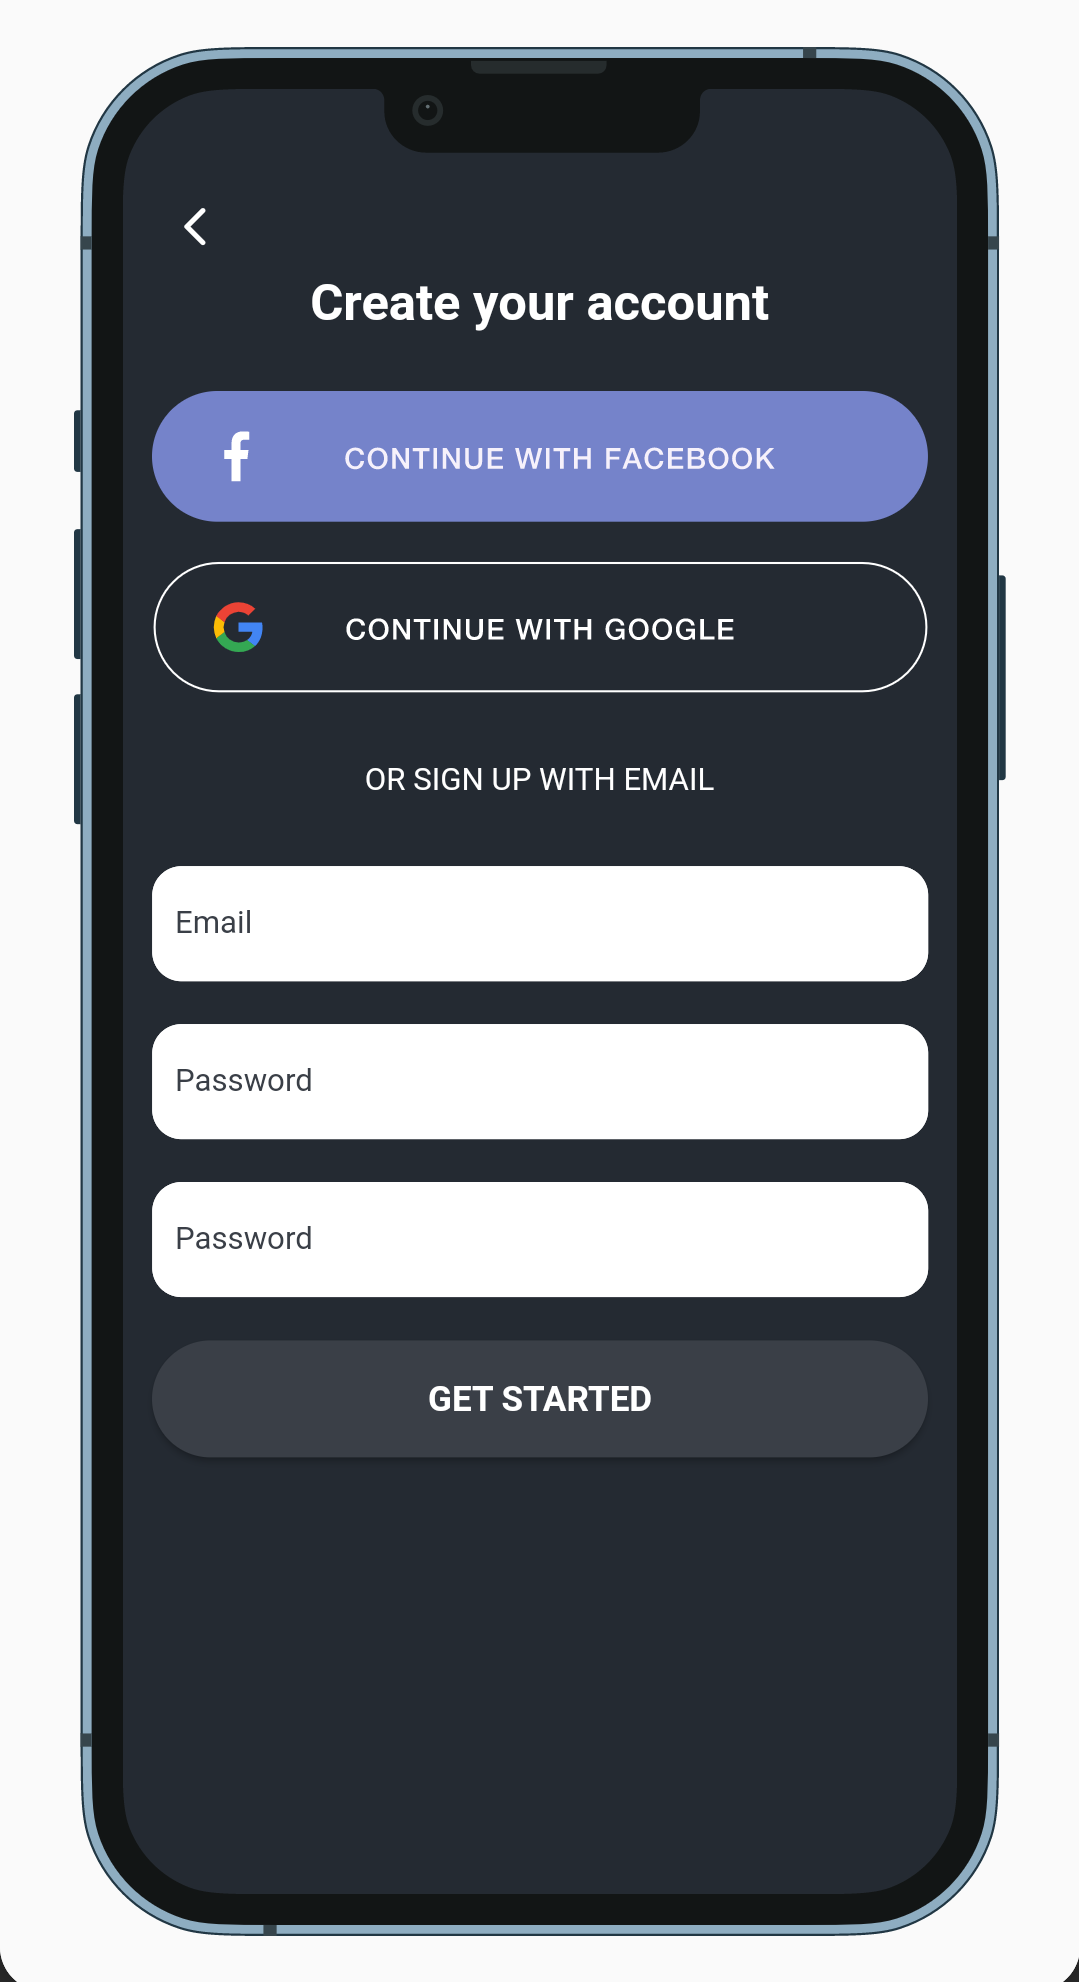 Create your account
CONTINUE WITH FACEBOOK
CONTINUE WITH GOOGLE
OR SIGN UP WITH EMAIL
Email
Password
Password
GET STARTED